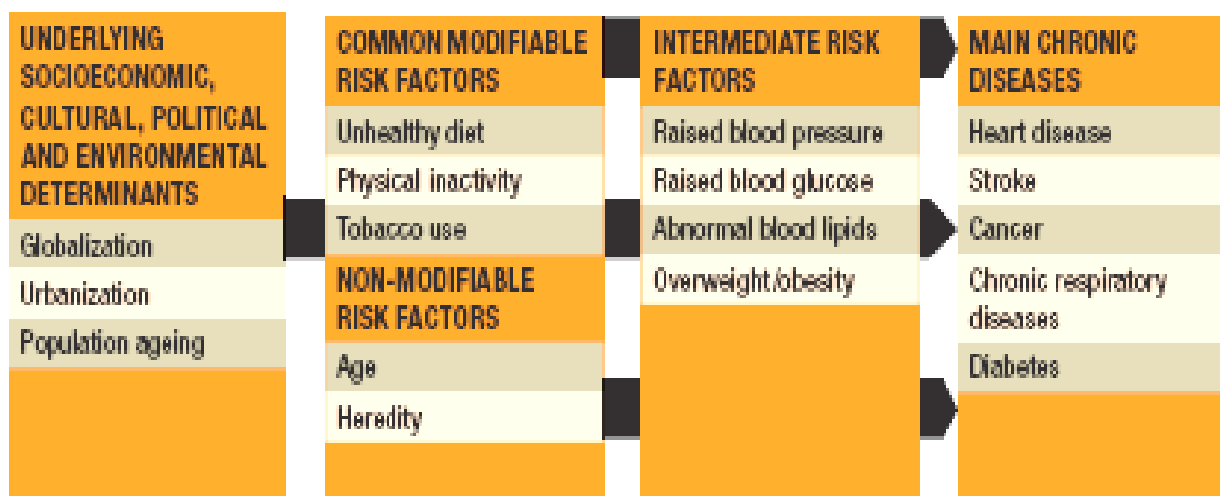 UNDERLYING
SOCIOECONOMIC,
CULTURAL, POLITICAL
AND ENVIRONMENTAL
DETERMINANTS
Globalization
Urbanization
Population ageing
COMMON MODIFIABLE
RISK FACTORS
Unhealthy diet
Physical inactivity
Tobacco use
NON-MODIFIABLE
RISK FACTORS
Age
Heredity
INTERMEDIATE RISK
FACTORS
Raised blood pressure
Raised blood glucose
Abnormal blood lipids
Overweight/obesity
MAIN CHRONIC
DISEASES
Heart disease
Stroke
Cancer
Chronic respiratory
diseases
Diabetes